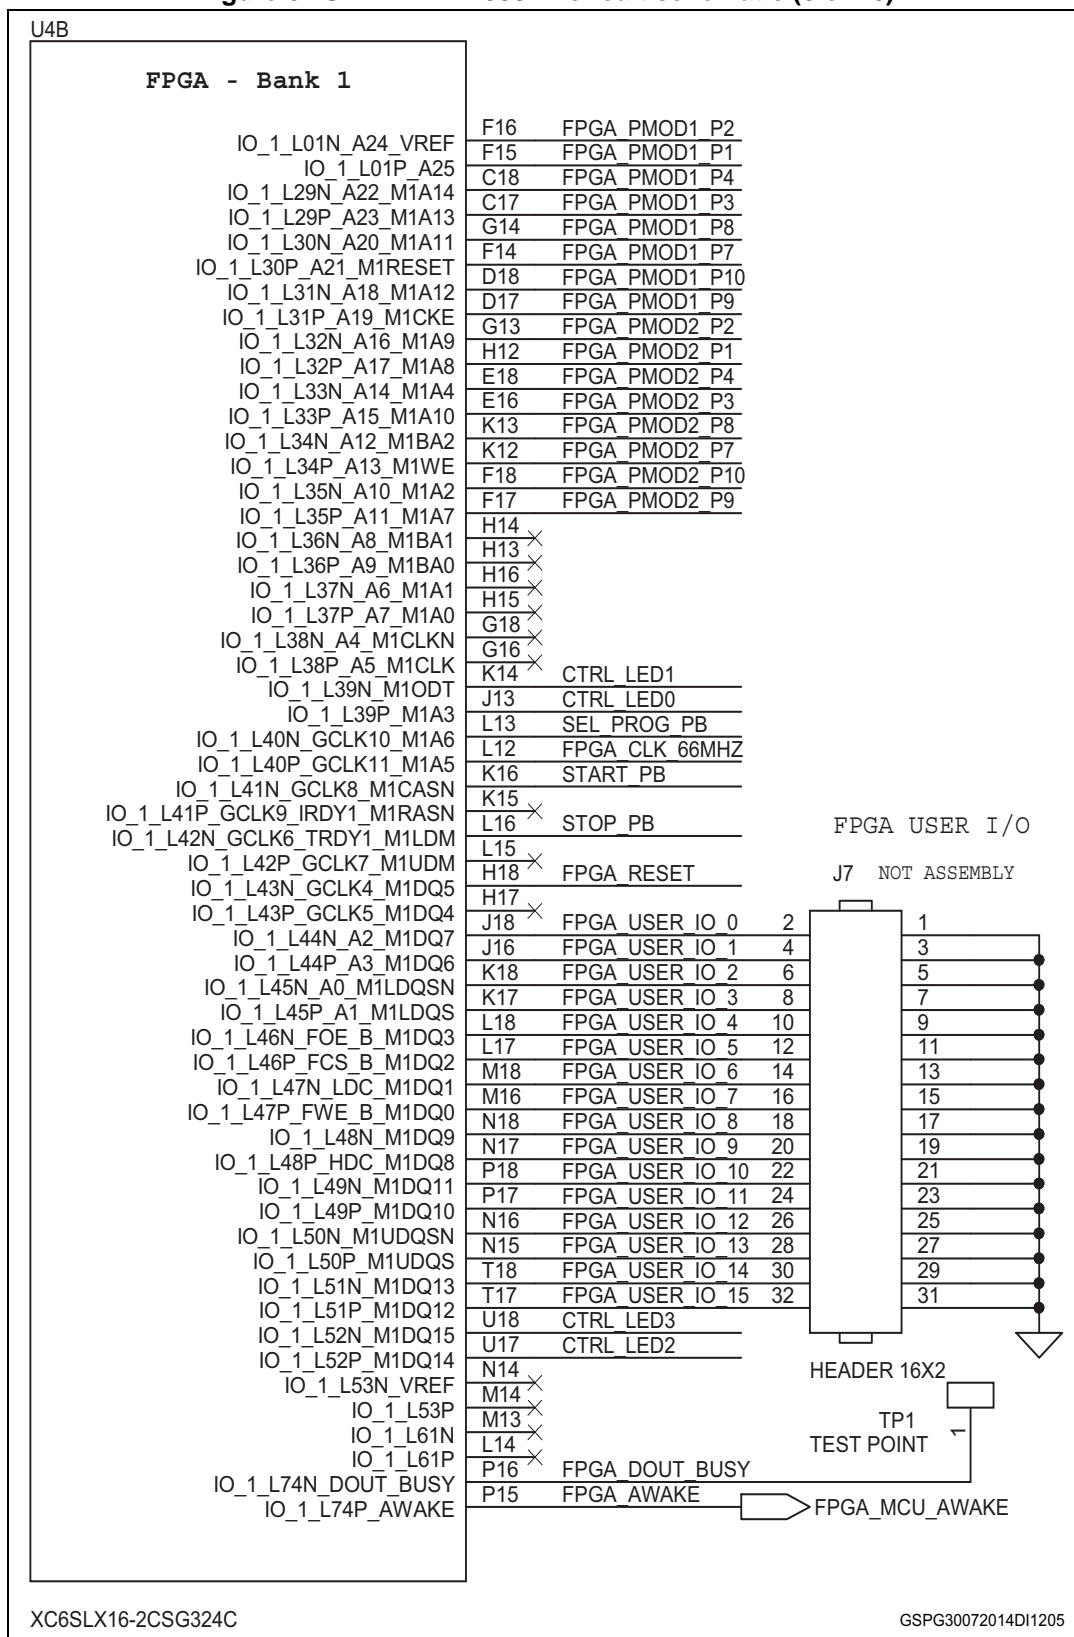 Figure schematic
U4B
FPGA - Bank 1
IO_1_L01N_A24_VREF F16 FPGA_PMOD1_P2
IO_1_L01P_A25 F15 FPGA_PMOD1_P1
IO_1_L29N_A22_M1A14 C18 FPGA_PMOD1_P4
IO_1_L29P_A23_M1A13 C17 FPGA_PMOD1_P3
IO_1_L30N_A20_M1A11 G14 FPGA_PMOD1_P8
IO_1_L30P_A21_M1RESET F14 FPGA_PMOD1_P7
IO_1_L31N_A18_M1A12 D18 FPGA_PMOD1_P10
IO_1_L31P_A19_M1CKE D17 FPGA_PMOD1_P9
IO_1_L32N_A16_M1A9 G13 FPGA_PMOD2_P2
IO_1_L32P_A17_M1A8 H12 FPGA_PMOD2_P1
IO_1_L33N_A14_M1A4 E18 FPGA_PMOD2_P4
IO_1_L33P_A15_M1A10 E16 FPGA_PMOD2_P3
IO_1_L34N_A12_M1BA2 K13 FPGA_PMOD2_P8
IO_1_L34P_A13_M1WE K12 FPGA_PMOD2_P7
IO_1_L35N_A10_M1A2 F18 FPGA_PMOD2_P10
IO_1_L35P_A11_M1A7 F17 FPGA_PMOD2_P9
IO_1_L36N_A8_M1BA1 H14
IO_1_L36P_A9_M1BA0 H13
IO_1_L37N_A6_M1A1 H16
IO_1_L37P_A7_M1A0 H15
IO_1_L38N_A4_M1CLKN G18
IO_1_L38P_A5_M1CLK G16
IO_1_L39N_M1ODT K14 CTRL_LED1
IO_1_L39P_M1A3 J13 CTRL_LED0
IO_1_L40N_GCLK10_M1A6 L13 SEL_PROG_PB
IO_1_L40P_GCLK11_M1A5 L12 FPGA_CLK_66MHZ
IO_1_L41N_GCLK8_M1CASN K16 START_PB
IO_1_L41P_GCLK9_IRDY1_M1RASN K15
IO_1_L42N_GCLK6_TRDY1_M1LDM L16 STOP_PB
FPGA USER I/O
IO_1_L42P_GCLK7_M1UDM L15
IO_1_L43N_GCLK4_M1DQ5 H18 FPGA_RESET
J7 NOT ASSEMBLY
IO_1_L43P_GCLK5_M1DQ4 H17
IO_1_L44N_A2_M1DQ7 J18 FPGA_USER_IO_0 2 1
IO_1_L44P_A3_M1DQ6 J16 FPGA_USER_IO_1 4 3
IO_1_L45N_A0_M1LDQSN K18 FPGA_USER_IO_2 6 5
IO_1_L45P_A1_M1LDQS K17 FPGA_USER_IO_3 8 7
IO_1_L46N_FOE_B_M1DQ3 L18 FPGA_USER_IO_4 10 9
IO_1_L46P_FCS_B_M1DQ2 L17 FPGA_USER_IO_5 12 11
IO_1_L47N_LDC_M1DQ1 M18 FPGA_USER_IO_6 14 13
IO_1_L47P_FWE_B_M1DQ0 M16 FPGA_USER_IO_7 16 15
IO_1_L48N_M1DQ9 N18 FPGA_USER_IO_8 18 17
IO_1_L48P_HDC_M1DQ8 N17 FPGA_USER_IO_9 20 19
IO_1_L49N_M1DQ11 P18 FPGA_USER_IO_10 22 21
IO_1_L49P_M1DQ10 P17 FPGA_USER_IO_11 24 23
IO_1_L50N_M1UDQSN N16 FPGA_USER_IO_12 26 25
IO_1_L50P_M1UDQS N15 FPGA_USER_IO_13 28 27
IO_1_L51N_M1DQ13 T18 FPGA_USER_IO_14 30 29
IO_1_L51P_M1DQ12 T17 FPGA_USER_IO_15 32 31
IO_1_L52N_M1DQ15 U18 CTRL_LED3
IO_1_L52P_M1DQ14 U17 CTRL_LED2
HEADER 16X2
IO_1_L53N_VREF N14
IO_1_L53P M14
IO_1_L61N M13
IO_1_L61P L14
TP1 1
TEST POINT
IO_1_L74N_DOUT_BUSY P16 FPGA_DOUT_BUSY
IO_1_L74P_AWAKE P15 FPGA_AWAKE FPGA_MCU_AWAKE
XC6SLX16-2CSG324C
GSPG30072014DI1205